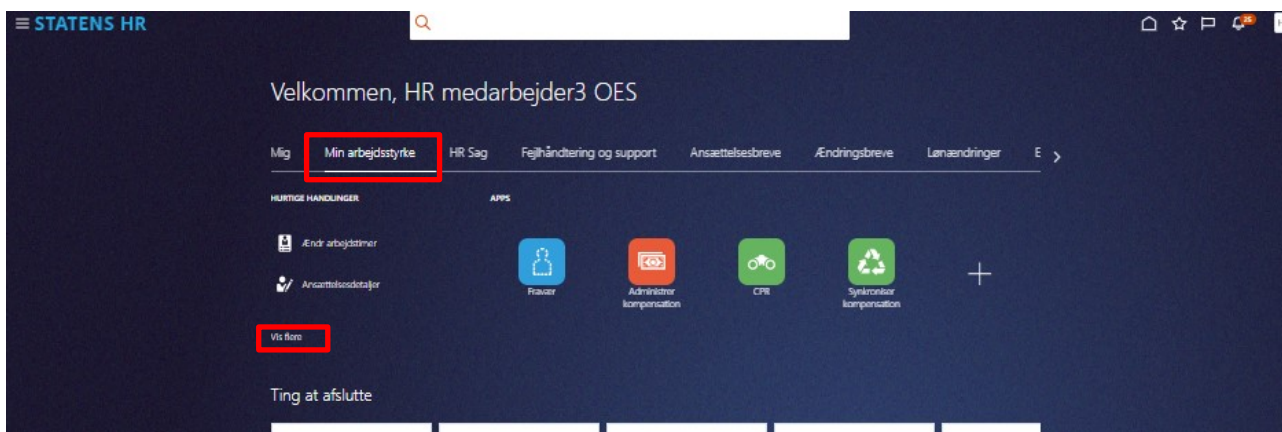 STATENS HR
25
Velkommen, HR medarbejder3 OES
Mig Min arbejdsstyrke HR Sag Fejlhåndtering og support Ansættelsesbreve Ændringsbreve Lønændringer E
HURTIGE HANDLINGER APPS
Ændr arbejdstimer
Ansættelsesdetaljer
Fravær Administrer kompensation CPR Synkroniser kompensation
Vis flere
Ting at afslutte